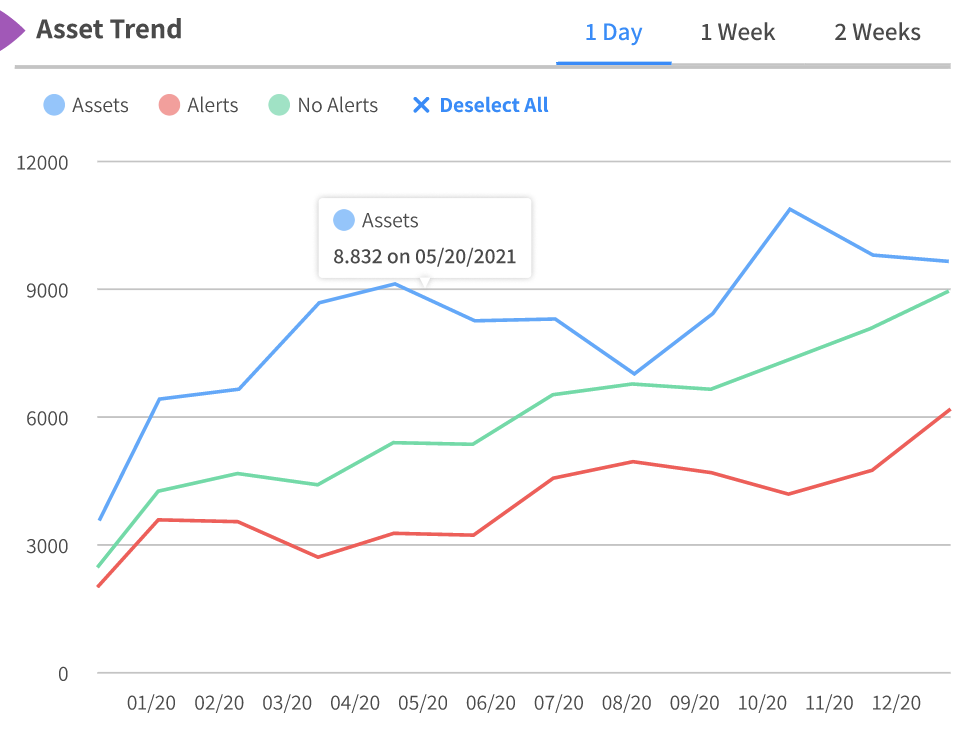 Asset Trend
1 Day 1 Week 2 Weeks
Assets Alerts No Alerts Deselect All
12000
Assets
8.832 on 05/20/2021
9000
6000
3000
0
01/20 02/20 03/20 04/20 05/20 06/20 07/20 08/20 09/20 10/20 11/20 12/20